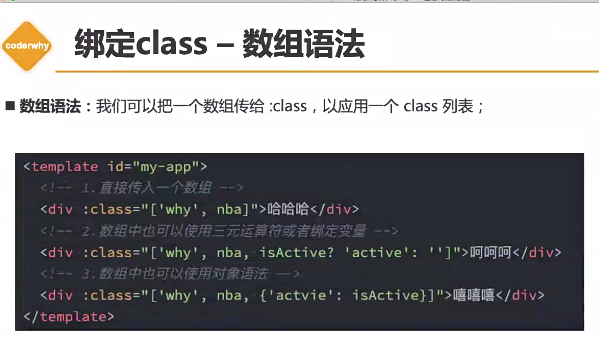 coderwhy
绑定class – 数组语法
■ 数组语法：我们可以把一个数组传给 :class，以应用一个 class 列表；
<template id="my-app">
<!-- 1.直接传入一个数组 -->
<div :class="['why', nba]">哈哈哈</div>
<!-- 2.数组中也可以使用三元运算符或者绑定变量 -->
<div :class="['why', nba, isActive? 'active': '']">呵呵呵</div>
<!-- 3.数组中也可以使用对象语法 -->
<div :class="['why', nba, {'actvie': isActive}]">嘻嘻嘻</div>
</template>